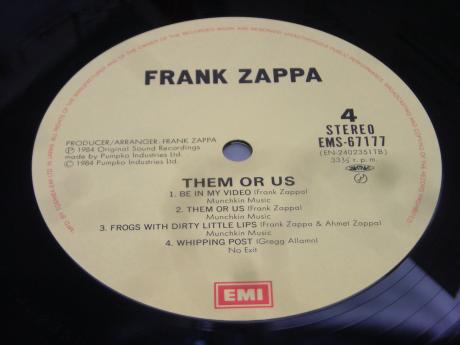 FRANK ZAPPA
4
STEREO
EMS-67177
(EN-2402351TB)
33⅓ r.p.m.
PRODUCER/ARRANGER: FRANK ZAPPA
Ⓟ 1984 Original Sound Recordings
made by Pumpko Industries Ltd.
© 1984 Pumpko Industries Ltd.
THEM OR US
1. BE IN MY VIDEO (Frank Zappa)
Munchkin Music
2. THEM OR US (Frank Zappa)
Munchkin Music
3. FROGS WITH DIRTY LITTLE LIPS (Frank Zappa & Ahmet Zappa)
Munchkin Music
4. WHIPPING POST (Gregg Allamn)
No Exit
EMI